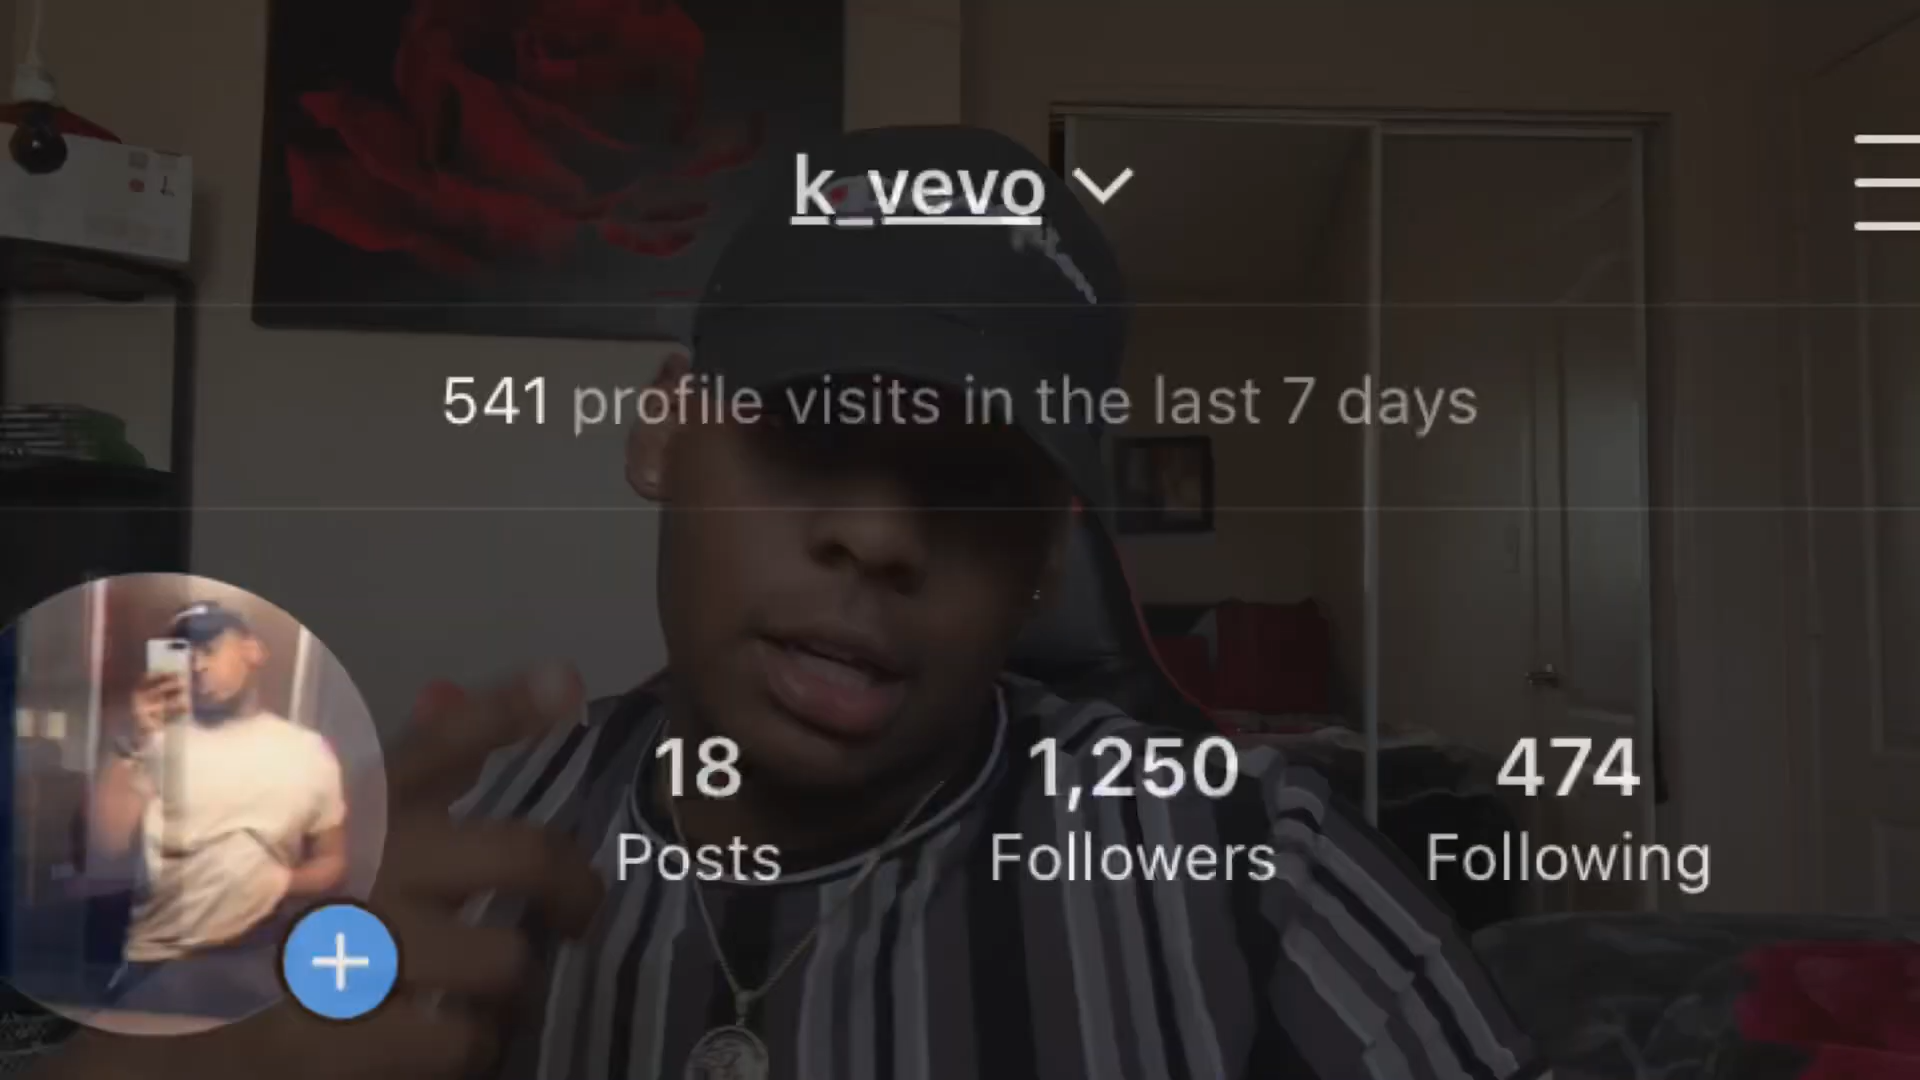 k_vevo
541 profile visits in the last 7 days
18 1,250 474
Posts Followers Following